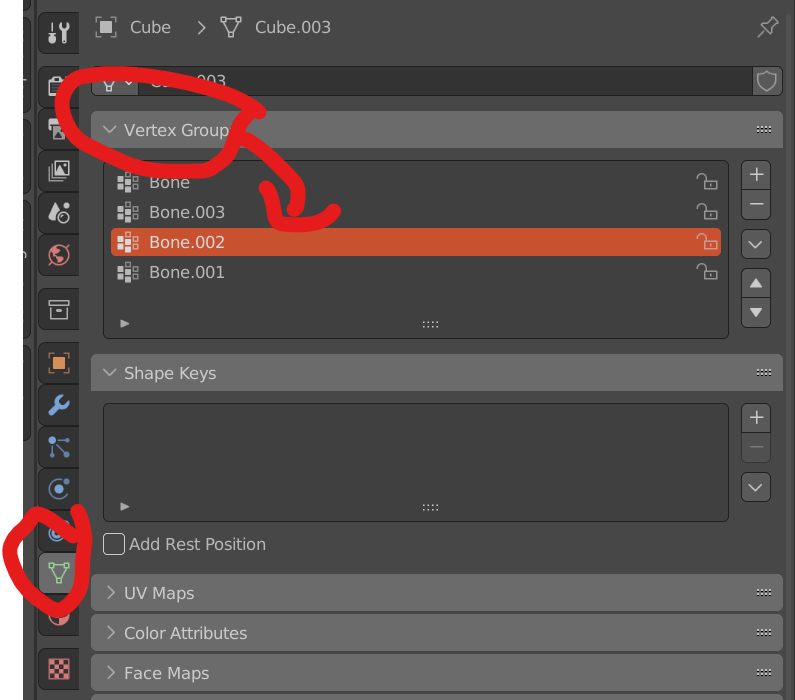 Cube > Cube.003
Cube.003
Vertex Group
Bone
Bone.003
Bone.002
Bone.001
Shape Keys
Add Rest Position
UV Maps
Color Attributes
Face Maps